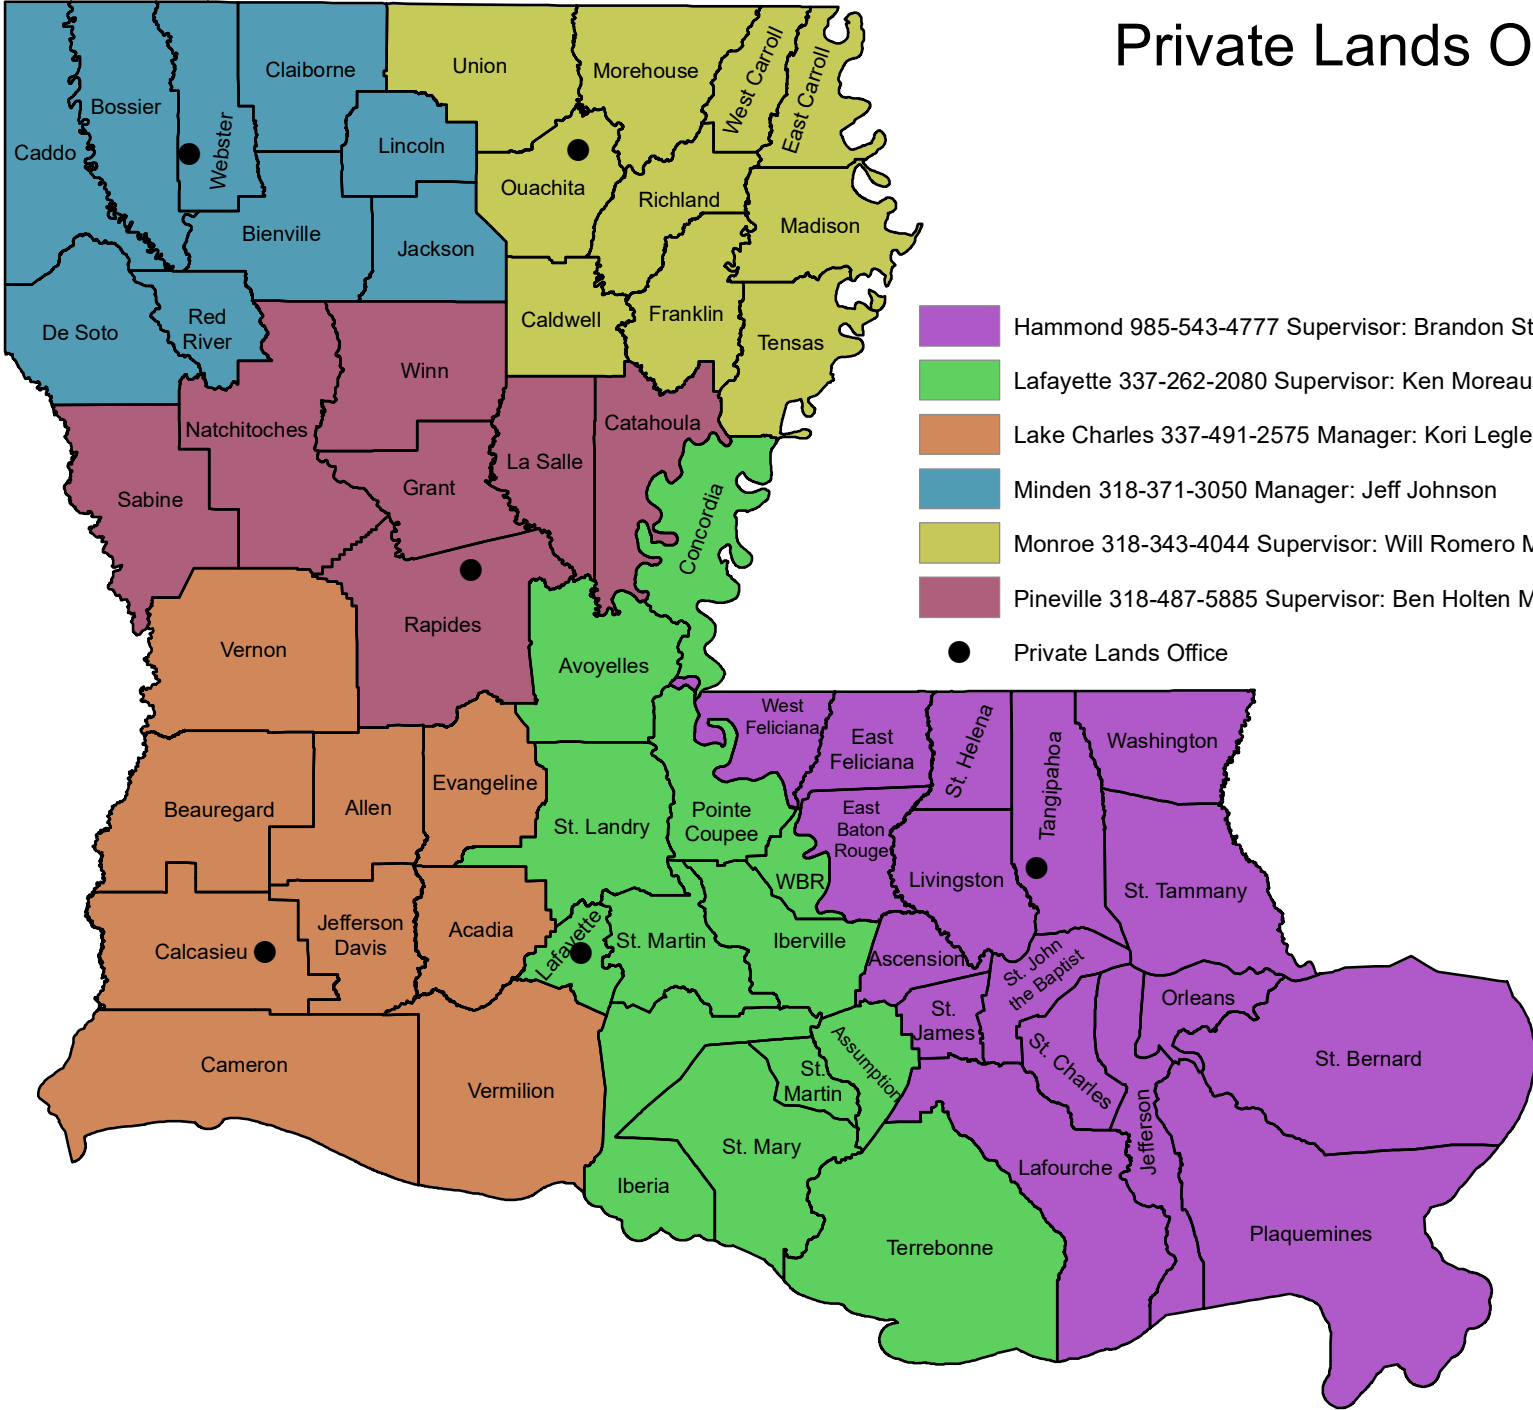 Private Lands O
Claiborne
Union
Morehouse
West Carroll
East Carroll
Bossier
Webster
Caddo
Lincoln
Ouachita
Richland
Madison
Bienville
Jackson
De Soto
Red
River
Caldwell
Franklin
Tensas
Winn
Natchitoches
Catahoula
La Salle
Grant
Sabine
Concordia
Rapides
Vernon
Avoyelles
Hammond 985-543-4777 Supervisor: Brandon St
Lafayette 337-262-2080 Supervisor: Ken Moreau
Lake Charles 337-491-2575 Manager: Kori Legle
Minden 318-371-3050 Manager: Jeff Johnson
Monroe 318-343-4044 Supervisor: Will Romero M
Pineville 318-487-5885 Supervisor: Ben Holten M
Private Lands Office
West
Feliciana
East
Feliciana
St. Helena
Tangipahoa
Washington
Beauregard
Allen
Evangeline
St. Landry
Pointe
Coupee
East
Baton
Rouge
WBR
Livingston
St. Tammany
Calcasieu
Jefferson
Davis
Acadia
Lafayette
St. Martin
Iberville
Ascension
St. John
the Baptist
St.
James
Orleans
Assumption
St. Charles
St. Bernard
Cameron
Vermilion
St.
Martin
St. Mary
Iberia
Jefferson
Lafourche
Terrebonne
Plaquemines